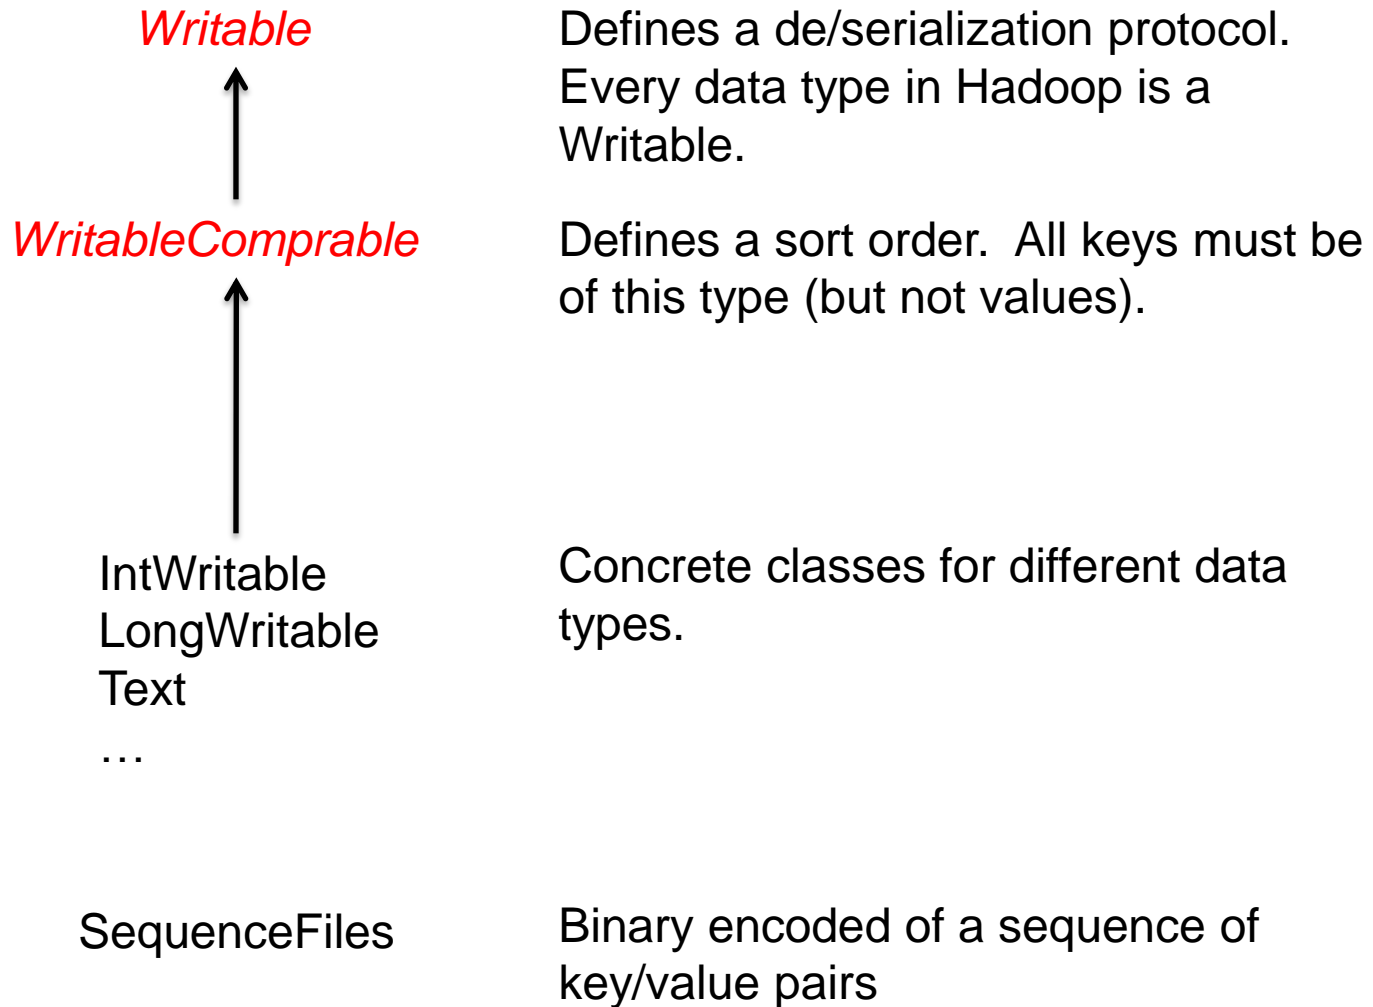 Writable
Defines a de/serialization protocol.
Every data type in Hadoop is a
Writable.
WritableComprable
Defines a sort order.  All keys must be
of this type (but not values).
IntWritable
LongWritable
Text
…
Concrete classes for different data
types.
SequenceFiles
Binary encoded of a sequence of
key/value pairs